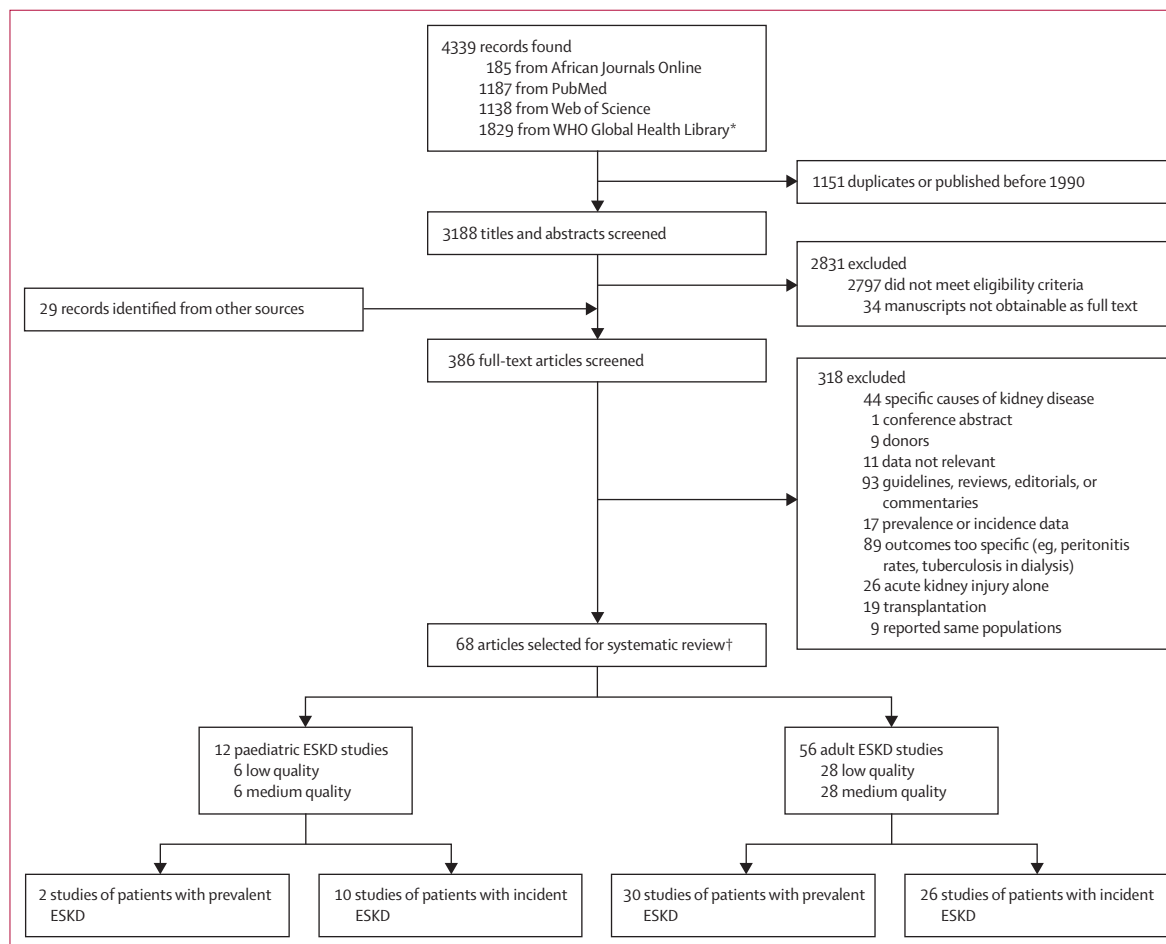 4339 records found
185 from African Journals Online
1187 from PubMed
1138 from Web of Science
1829 from WHO Global Health Library*
1151 duplicates or published before 1990
3188 titles and abstracts screened
2831 excluded
2797 did not meet eligibility criteria
34 manuscripts not obtainable as full text
29 records identified from other sources
386 full-text articles screened
318 excluded
44 specific causes of kidney disease
1 conference abstract
9 donors
11 data not relevant
93 guidelines, reviews, editorials, or
commentaries
17 prevalence or incidence data
89 outcomes too specific (eg, peritonitis
rates, tuberculosis in dialysis)
26 acute kidney injury alone
19 transplantation
9 reported same populations
68 articles selected for systematic review†
12 paediatric ESKD studies
6 low quality
6 medium quality
56 adult ESKD studies
28 low quality
28 medium quality
2 studies of patients with prevalent
ESKD
10 studies of patients with incident
ESKD
30 studies of patients with prevalent
ESKD
26 studies of patients with incident
ESKD